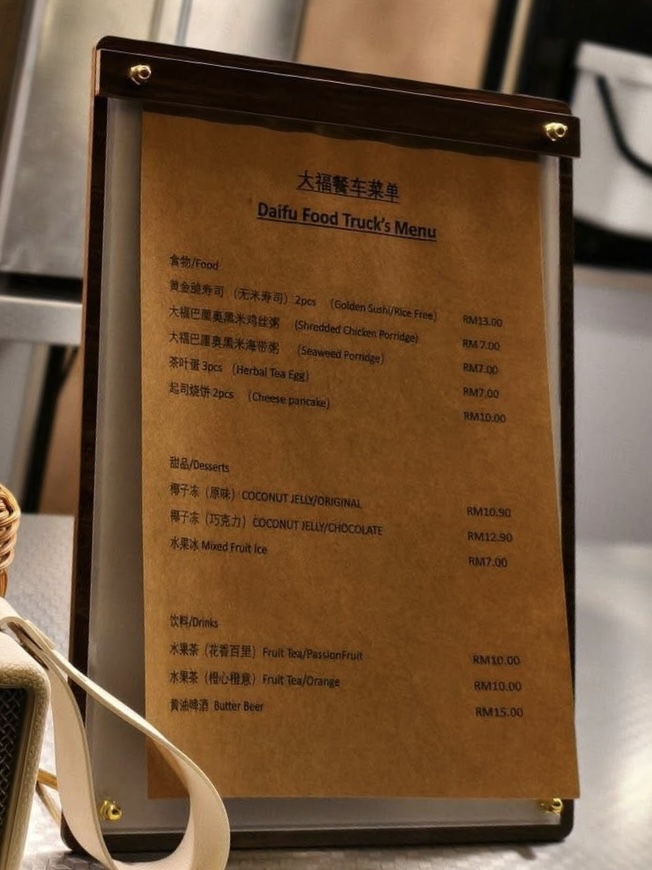 大福餐车菜单
Daifu Food Truck's Menu
食物/Food
黄金脆寿司 (无米寿司) 2pcs (Golden Sushi/Rice Free) RM13.00
大福巴厘奥黑米鸡丝粥 (Shredded Chicken Porridge) RM 7.00
大福巴厘奥黑米海带粥 (Seaweed Porridge) RM7.00
茶叶蛋 3pcs (Herbal Tea Egg) RM7.00
起司烧饼 2pcs (Cheese pancake) RM10.00
甜品/Desserts
椰子冻 (原味) COCONUT JELLY/ORIGINAL RM10.90
椰子冻 (巧克力) COCONUT JELLY/CHOCOLATE RM12.90
水果冰 Mixed Fruit Ice RM7.00
饮料/Drinks
水果茶 (花香百里) Fruit Tea/PassionFruit RM10.00
水果茶 (橙心橙意) Fruit Tea/Orange RM10.00
黄油啤酒 Butter Beer RM15.00